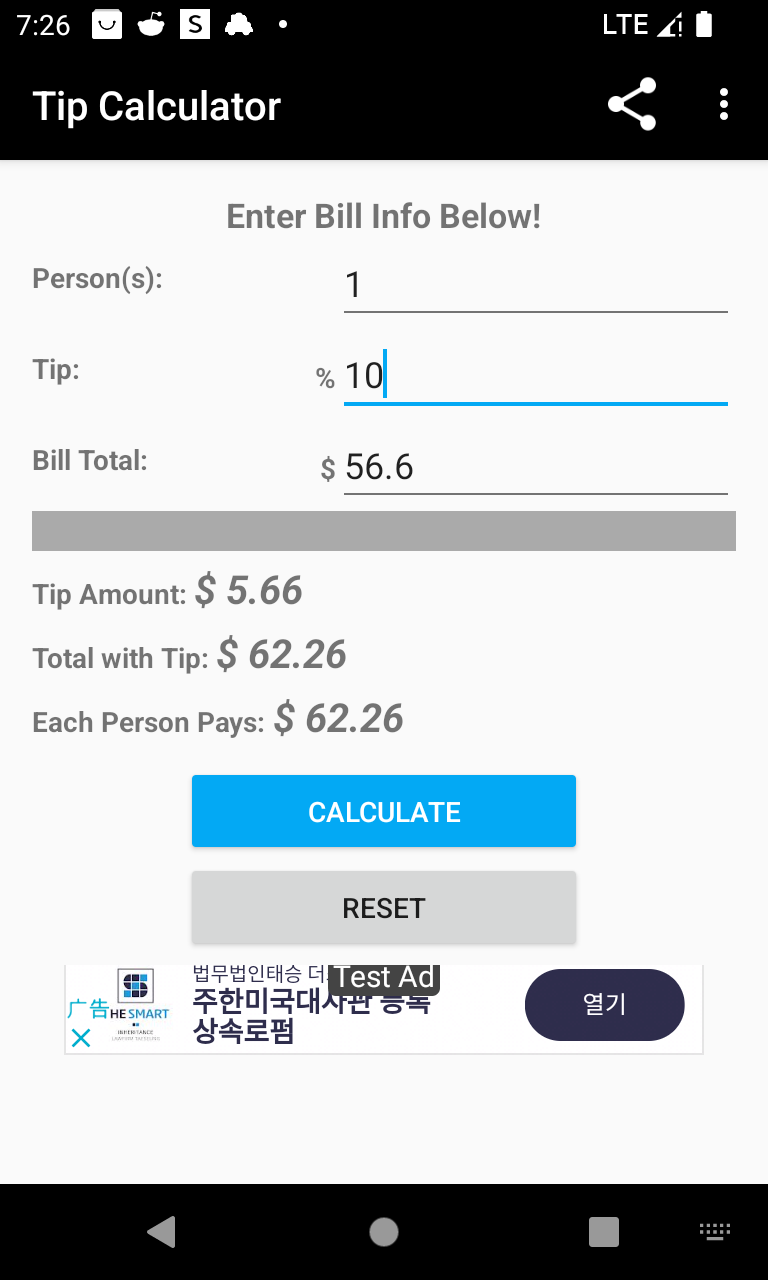 7:26 S LTE
Tip Calculator
Enter Bill Info Below!
Person(s): 1
Tip: % 10
Bill Total: $ 56.6
Tip Amount: $ 5.66
Total with Tip: $ 62.26
Each Person Pays: $ 62.26
CALCULATE
RESET
Test Ad
법무법인태승 더
주한미국대사관 등록
상속로펌
广告
HE SMART
INHERITANCE
열기